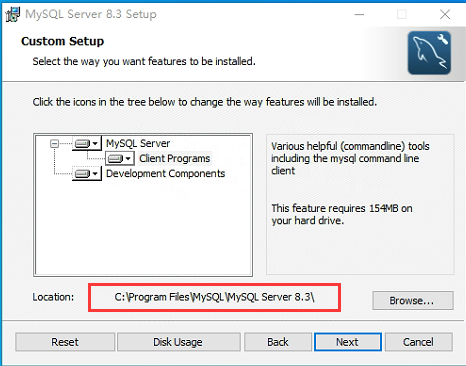 MySQL Server 8.3 Setup
Custom Setup
Select the way you want features to be installed.
Click the icons in the tree below to change the way features will be installed.
MySQL Server
Client Programs
Development Components
Various helpful (commandline) tools
including the mysql command line
client
This feature requires 154MB on
your hard drive.
Location:
C:\Program Files\MySQL\MySQL Server 8.3\
Browse...
Reset
Disk Usage
Back
Next
Cancel